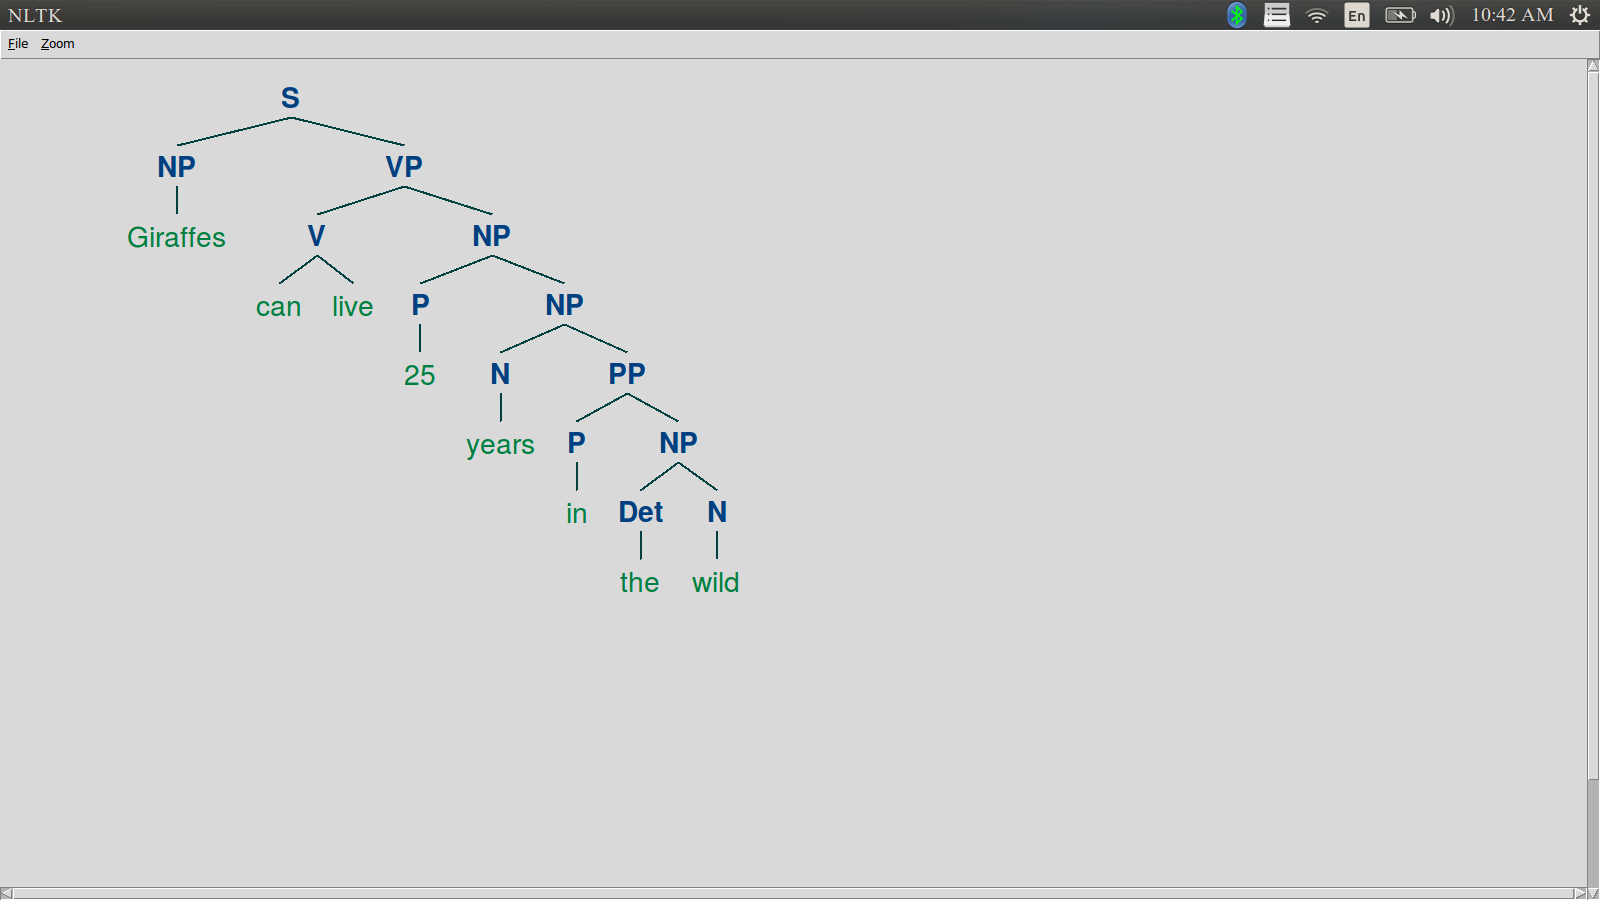 NLTK
En
10:42 AM
File Zoom
S
NP VP
Giraffes V NP
can live P NP
25 N PP
years P NP
in Det N
the wild